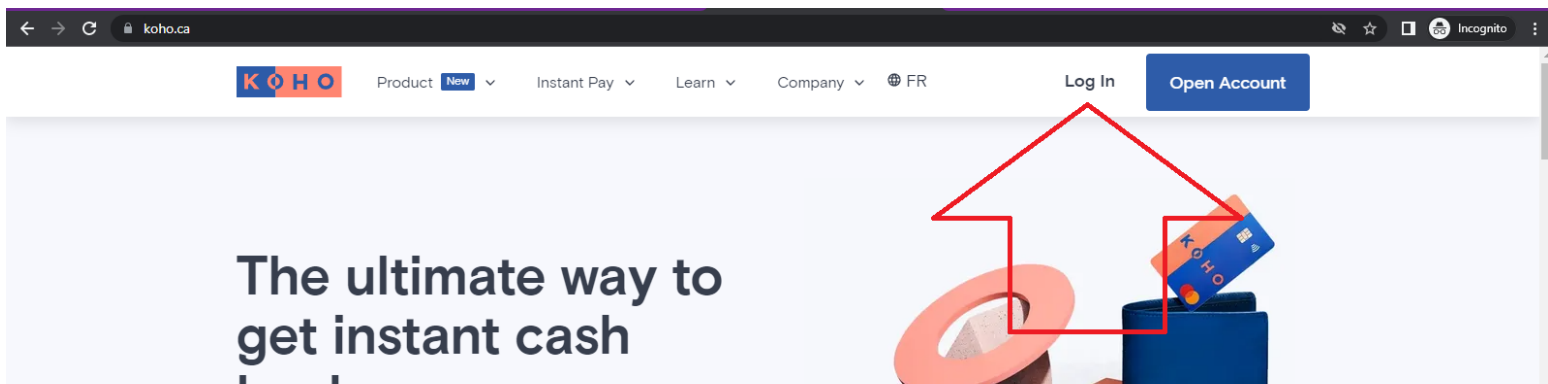 koho.ca
Incognito
KOHO
Product New
Instant Pay
Learn
Company
FR
Log In
Open Account
The ultimate way to
get instant cash
KOHO